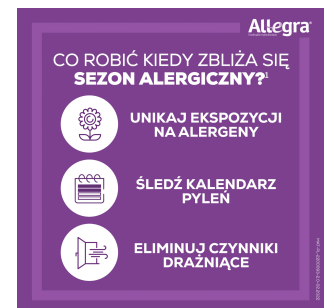 Allegra
CO ROBIĆ KIEDY ZBLIŻA SIĘ
SEZON ALERGICZNY?¹
UNIKAJ EKSPOZYCJI
NA ALERGENY
ŚLEDŹ KALENDARZ
PYLEŃ
ELIMINUJ CZYNNIKI
DRAŻNIĄCE